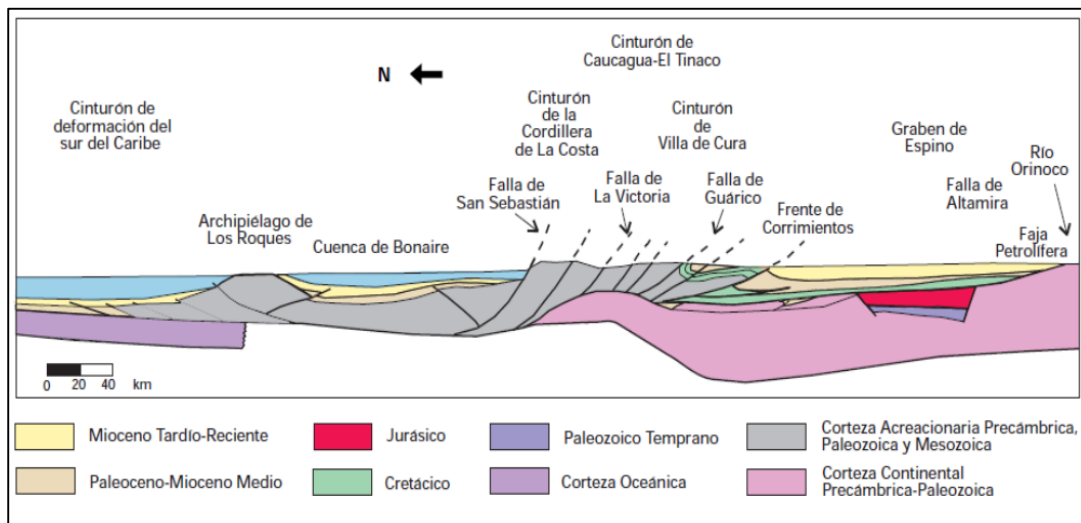 Cinturón de
Caucagua-El Tinaco
N
Cinturón de
deformación del
sur del Caribe
Cinturón
de la
Cordillera
de La Costa
Cinturón
de
Villa de Cura
Graben de
Espino
Río
Orinoco
Falla de
San Sebastián
Falla de
La Victoria
Falla de
Guárico
Falla de
Altamira
Archipiélago de
Los Roques
Cuenca de Bonaire
Frente de
Corrimientos
Faja
Petrolífera
0 20 40 km
Mioceno Tardío-Reciente
Jurásico
Paleozoico Temprano
Corteza Acreacionaria Precámbrica,
Paleozoica y Mesozoica
Paleoceno-Mioceno Medio
Cretácico
Corteza Oceánica
Corteza Continental
Precámbrica-Paleozoica